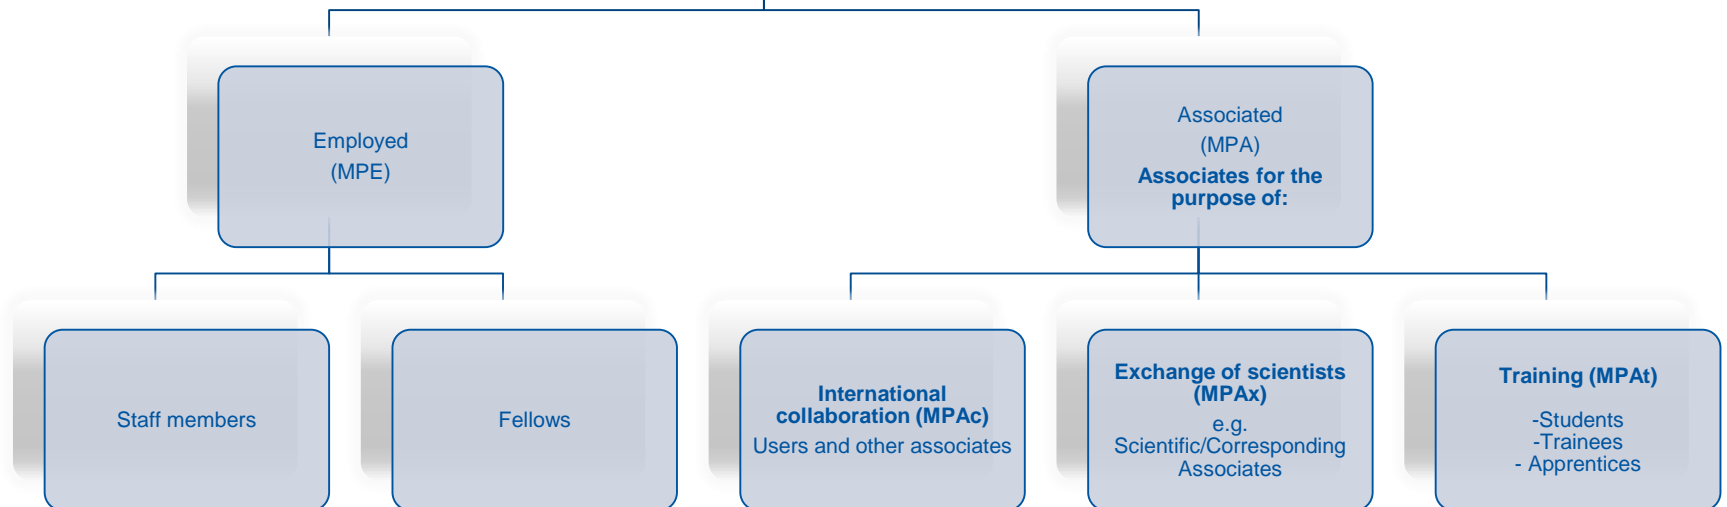 Employed
(MPE)
Associated
(MPA)
Associates for the
purpose of:
Staff members
Fellows
International
collaboration (MPAc)
Users and other associates
Exchange of scientists
(MPAx)
e.g.
Scientific/Corresponding
Associates
Training (MPAt)
-Students
-Trainees
- Apprentices